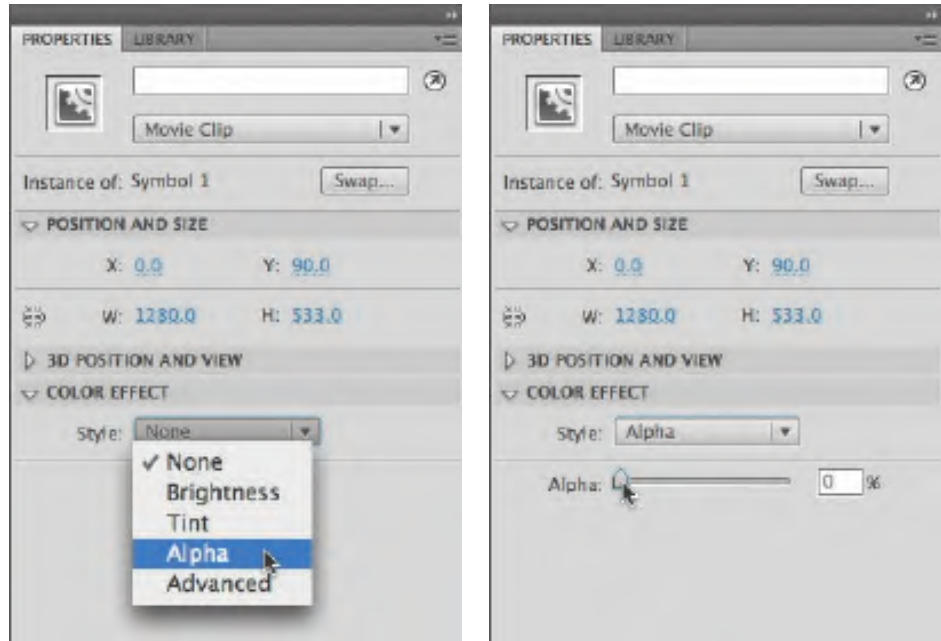 PROPERTIES LIBRARY
Movie Clip
Instance of: Symbol 1 Swap...
POSITION AND SIZE
X: 0.0 Y: 90.0
W: 1280.0 H: 533.0
3D POSITION AND VIEW
COLOR EFFECT
Style: None
✓ None
Brightness
Tint
Alpha
Advanced
PROPERTIES LIBRARY
Movie Clip
Instance of: Symbol 1 Swap...
POSITION AND SIZE
X: 0.0 Y: 90.0
W: 1280.0 H: 533.0
3D POSITION AND VIEW
COLOR EFFECT
Style: Alpha
Alpha: 0 %